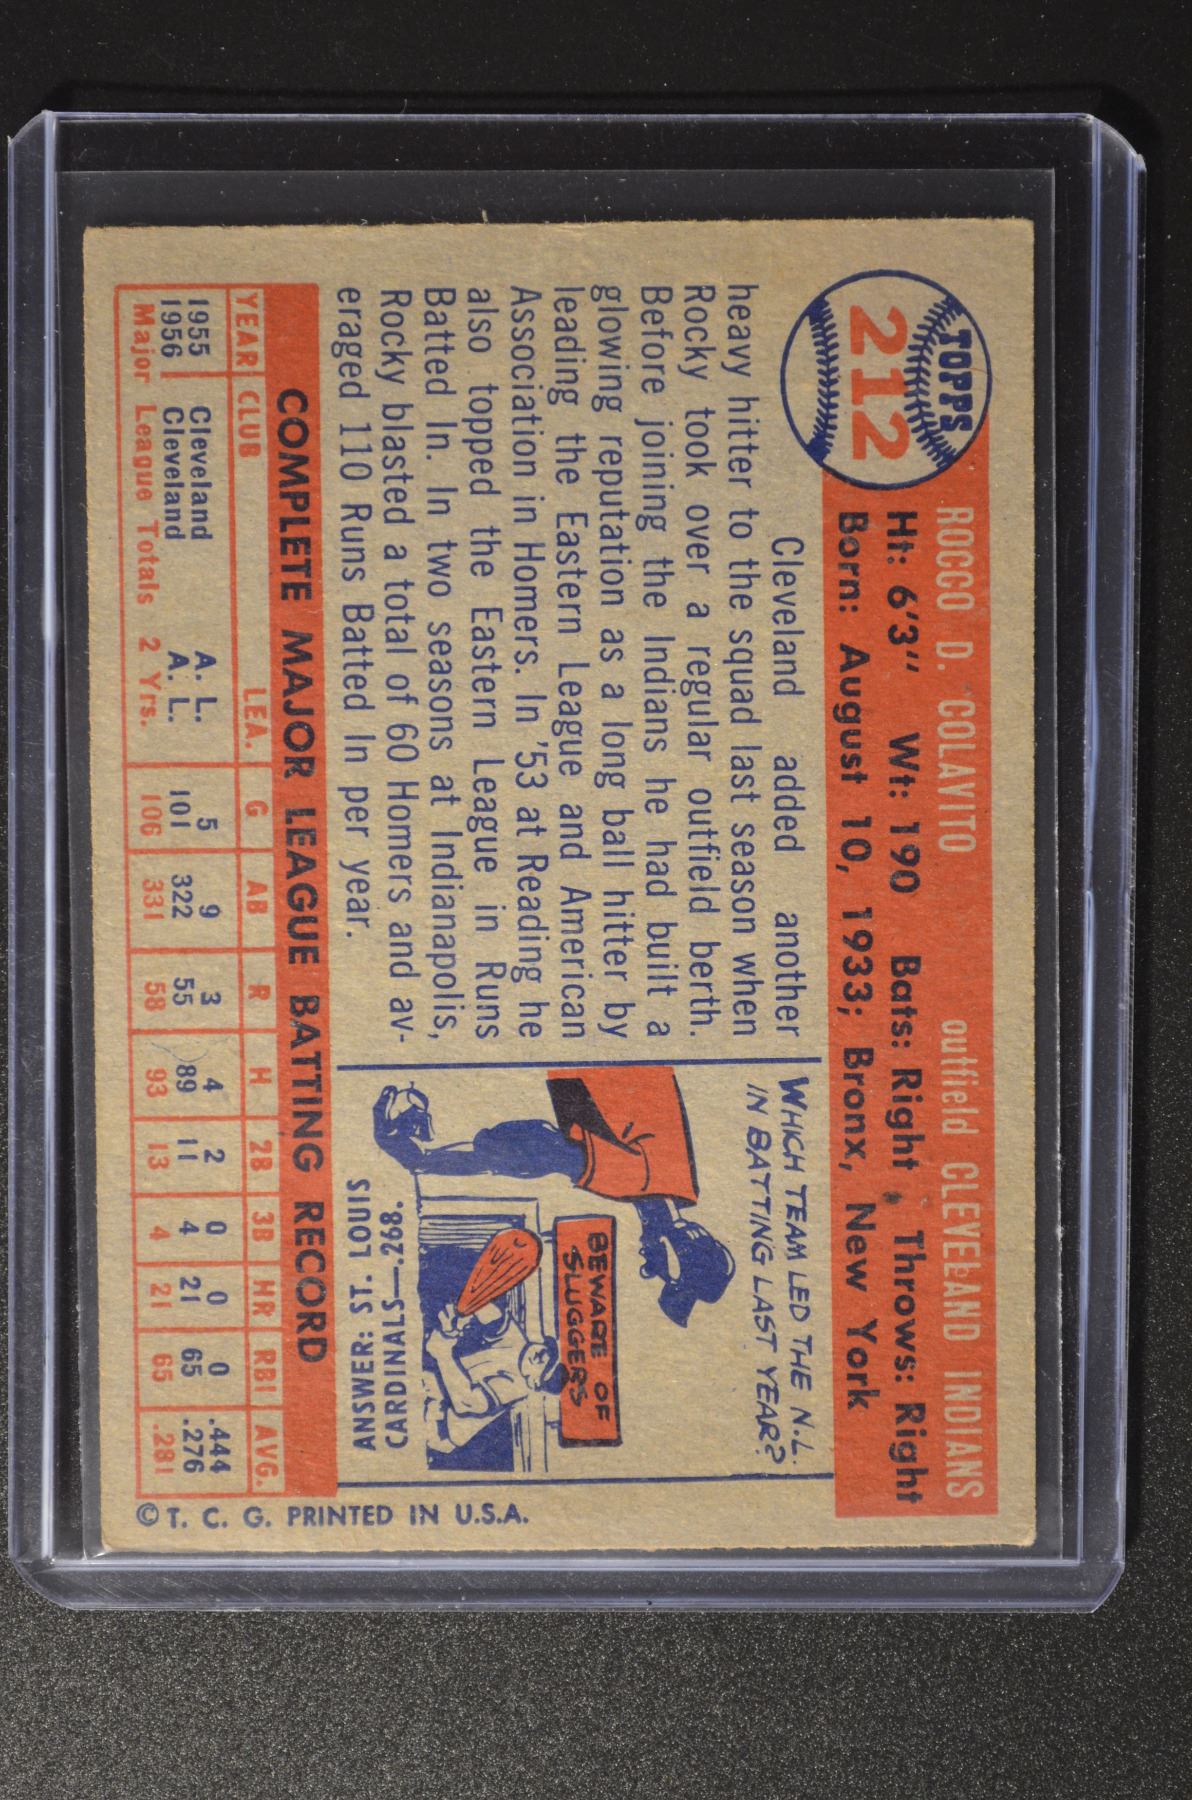 TOPPS
212
ROCCO D. COLAVITO outfield CLEVELAND INDIANS
Ht: 6'3" Wt: 190 Bats: Right Throws: Right
Born: August 10, 1933; Bronx, New York
Cleveland added another
heavy hitter to the squad last season when
Rocky took over a regular outfield berth.
Before joining the Indians he had built a
glowing reputation as a long ball hitter by
leading the Eastern League and American
Association in Homers. In '53 at Reading he
also topped the Eastern League in Runs
Batted In. In two seasons at Indianapolis,
Rocky blasted a total of 60 Homers and av-
eraged 110 Runs Batted In per year.
WHICH TEAM LED THE N.L.
IN BATTING LAST YEAR?
BEWARE OF
SLUGGERS
ANSWER: ST. LOUIS
CARDINALS—.268.
COMPLETE MAJOR LEAGUE BATTING RECORD
YEAR CLUB LEA. G AB R H 2B 3B HR RBI AVG.
1955 Cleveland A. L. 5 9 3 4 2 0 0 0 .444
1956 Cleveland A. L. 101 322 55 89 11 4 21 65 .276
Major League Totals 2 Yrs. 106 331 58 93 13 4 21 65 .281
© T. C. G. PRINTED IN U.S.A.